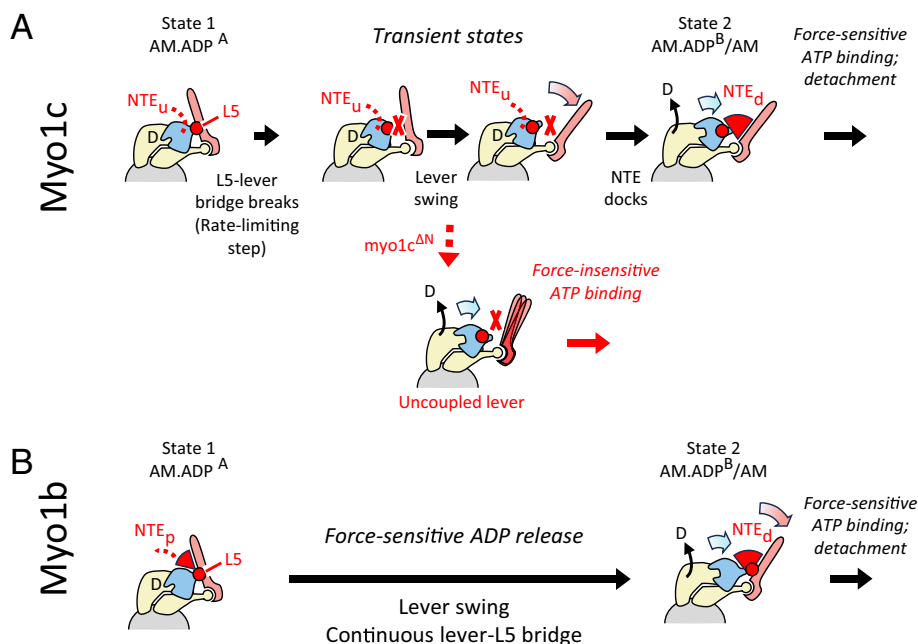 A
Myo1c
State 1
AM.ADP A
Transient states
State 2
AM.ADPB/AM
Force-sensitive
ATP binding;
detachment
NTEu
L5
D
NTEu
D
NTEu
D
D
NTEd
L5-lever
bridge breaks
(Rate-limiting
step)
Lever
swing
NTE
docks
myo1cΔN
D
Force-insensitive
ATP binding
Uncoupled lever
B
Myo1b
State 1
AM.ADP A
State 2
AM.ADPB/AM
NTEp
L5
D
Force-sensitive ADP release
Lever swing
Continuous lever-L5 bridge
D
NTEd
Force-sensitive
ATP binding;
detachment